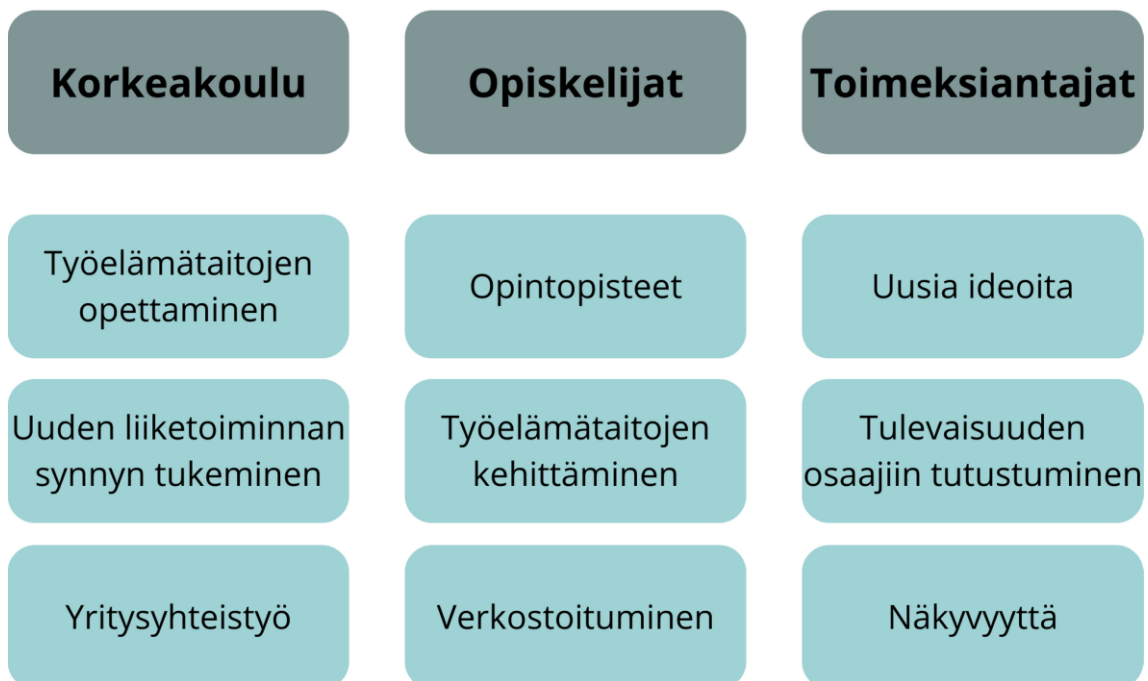 Korkeakoulu
Opiskelijat
Toimeksiantajat
Työelämätaitojen
opettaminen
Opintopisteet
Uusia ideoita
Uuden liiketoiminnan
synnyn tukeminen
Työelämätaitojen
kehittäminen
Tulevaisuuden
osaajiin tutustuminen
Yritysyhteistyö
Verkostoituminen
Näkyvyyttä